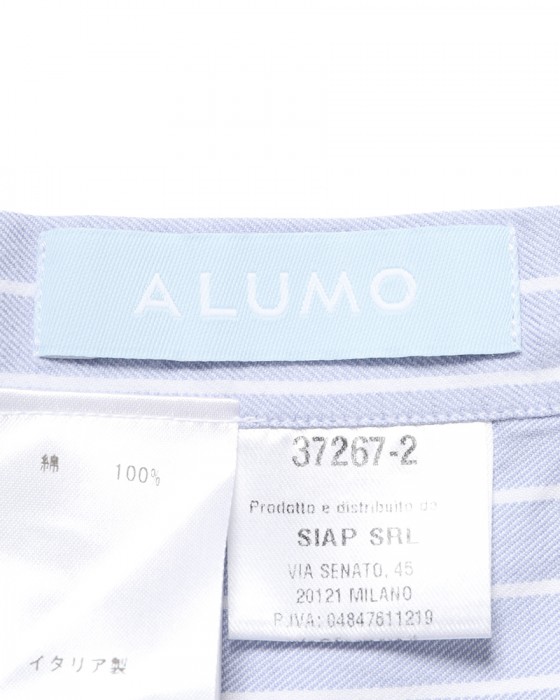 ALUMO
綿 100%
イタリア製
37267-2
Prodotto e distribuito da
SIAP SRL
VIA SENATO, 45
20121 MILANO
P.IVA: 04847611219